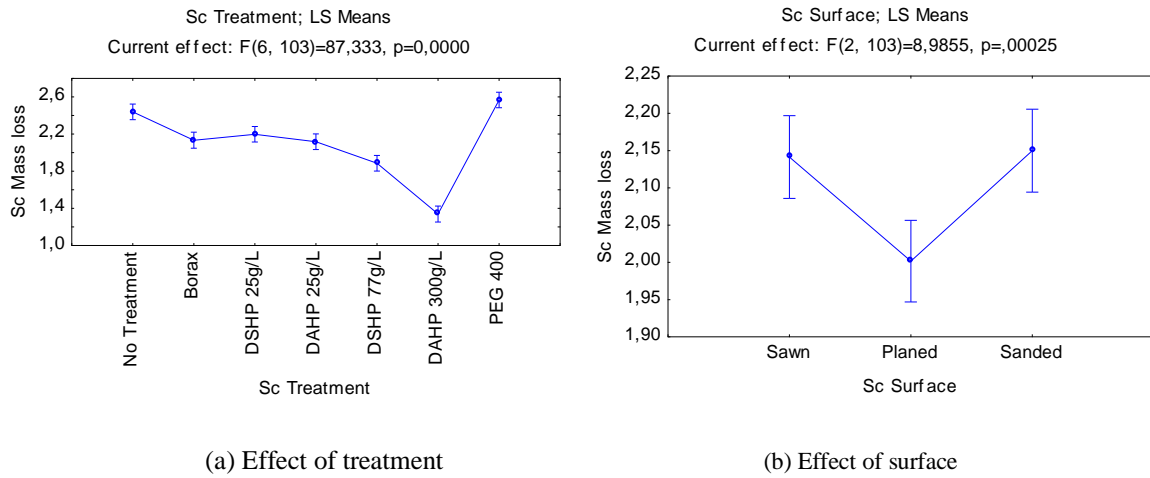 Sc Treatment; LS Means
Current effect: F(6, 103)=87,333, p=0,0000
2,6
2,2
1,8
1,4
1,0
Sc Mass loss
No Treatment
Borax
DSHP 25g/L
DAHP 25g/L
DSHP 77g/L
DAHP 300g/L
PEG 400
Sc Treatment
(a) Effect of treatment
Sc Surface; LS Means
Current effect: F(2, 103)=8,9855, p=,00025
2,25
2,20
2,15
2,10
2,05
2,00
1,95
1,90
Sc Mass loss
Sawn
Planed
Sanded
Sc Surface
(b) Effect of surface